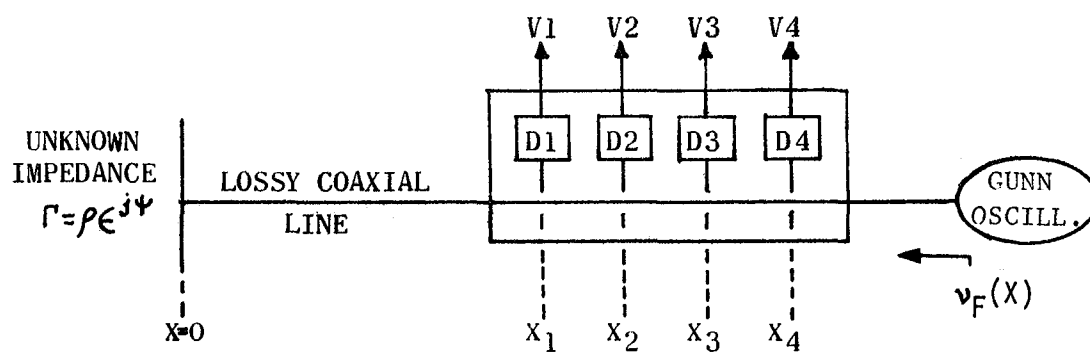 V1 V2 V3 V4
D1 D2 D3 D4
UNKNOWN
IMPEDANCE
Γ=ρϵ^jψ
LOSSY COAXIAL
LINE
GUNN
OSCILL.
ν_F(X)
X=0
X_1 X_2 X_3 X_4